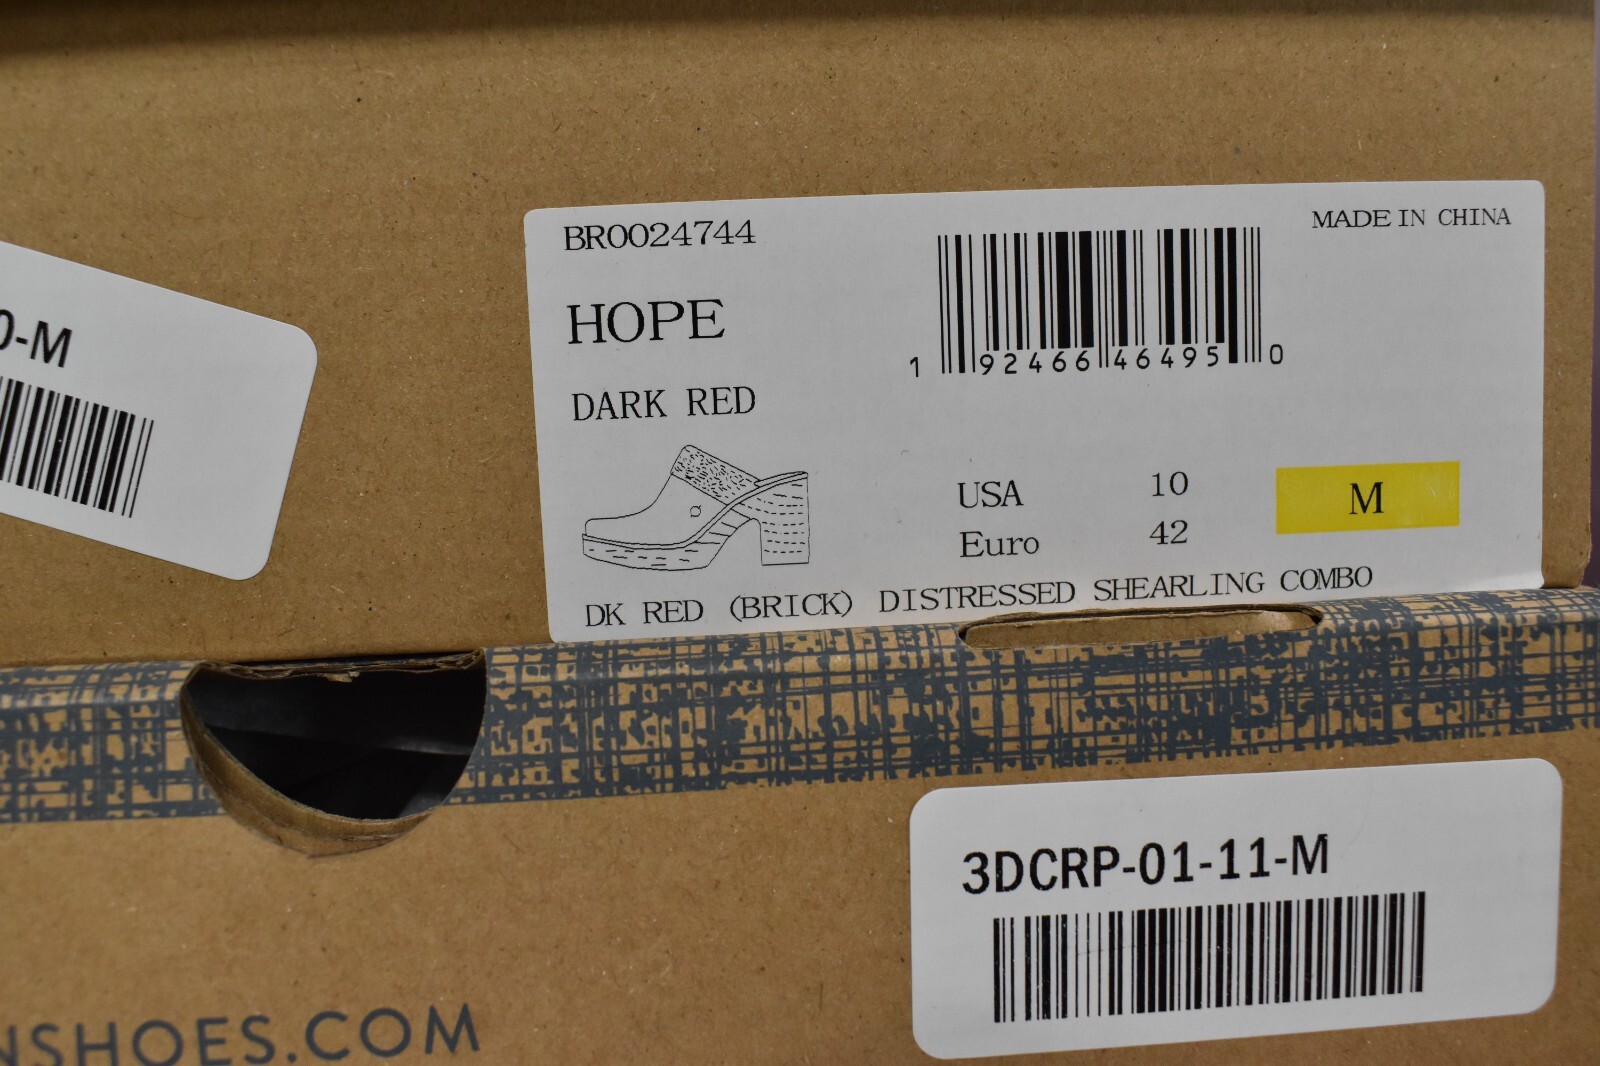 BR0024744
MADE IN CHINA
HOPE
1 92466 46495 0
DARK RED
USA 10
M
Euro 42
DK RED (BRICK) DISTRESSED SHEARLING COMBO
0-M
3DCRP-01-11-M
NSHOES.COM